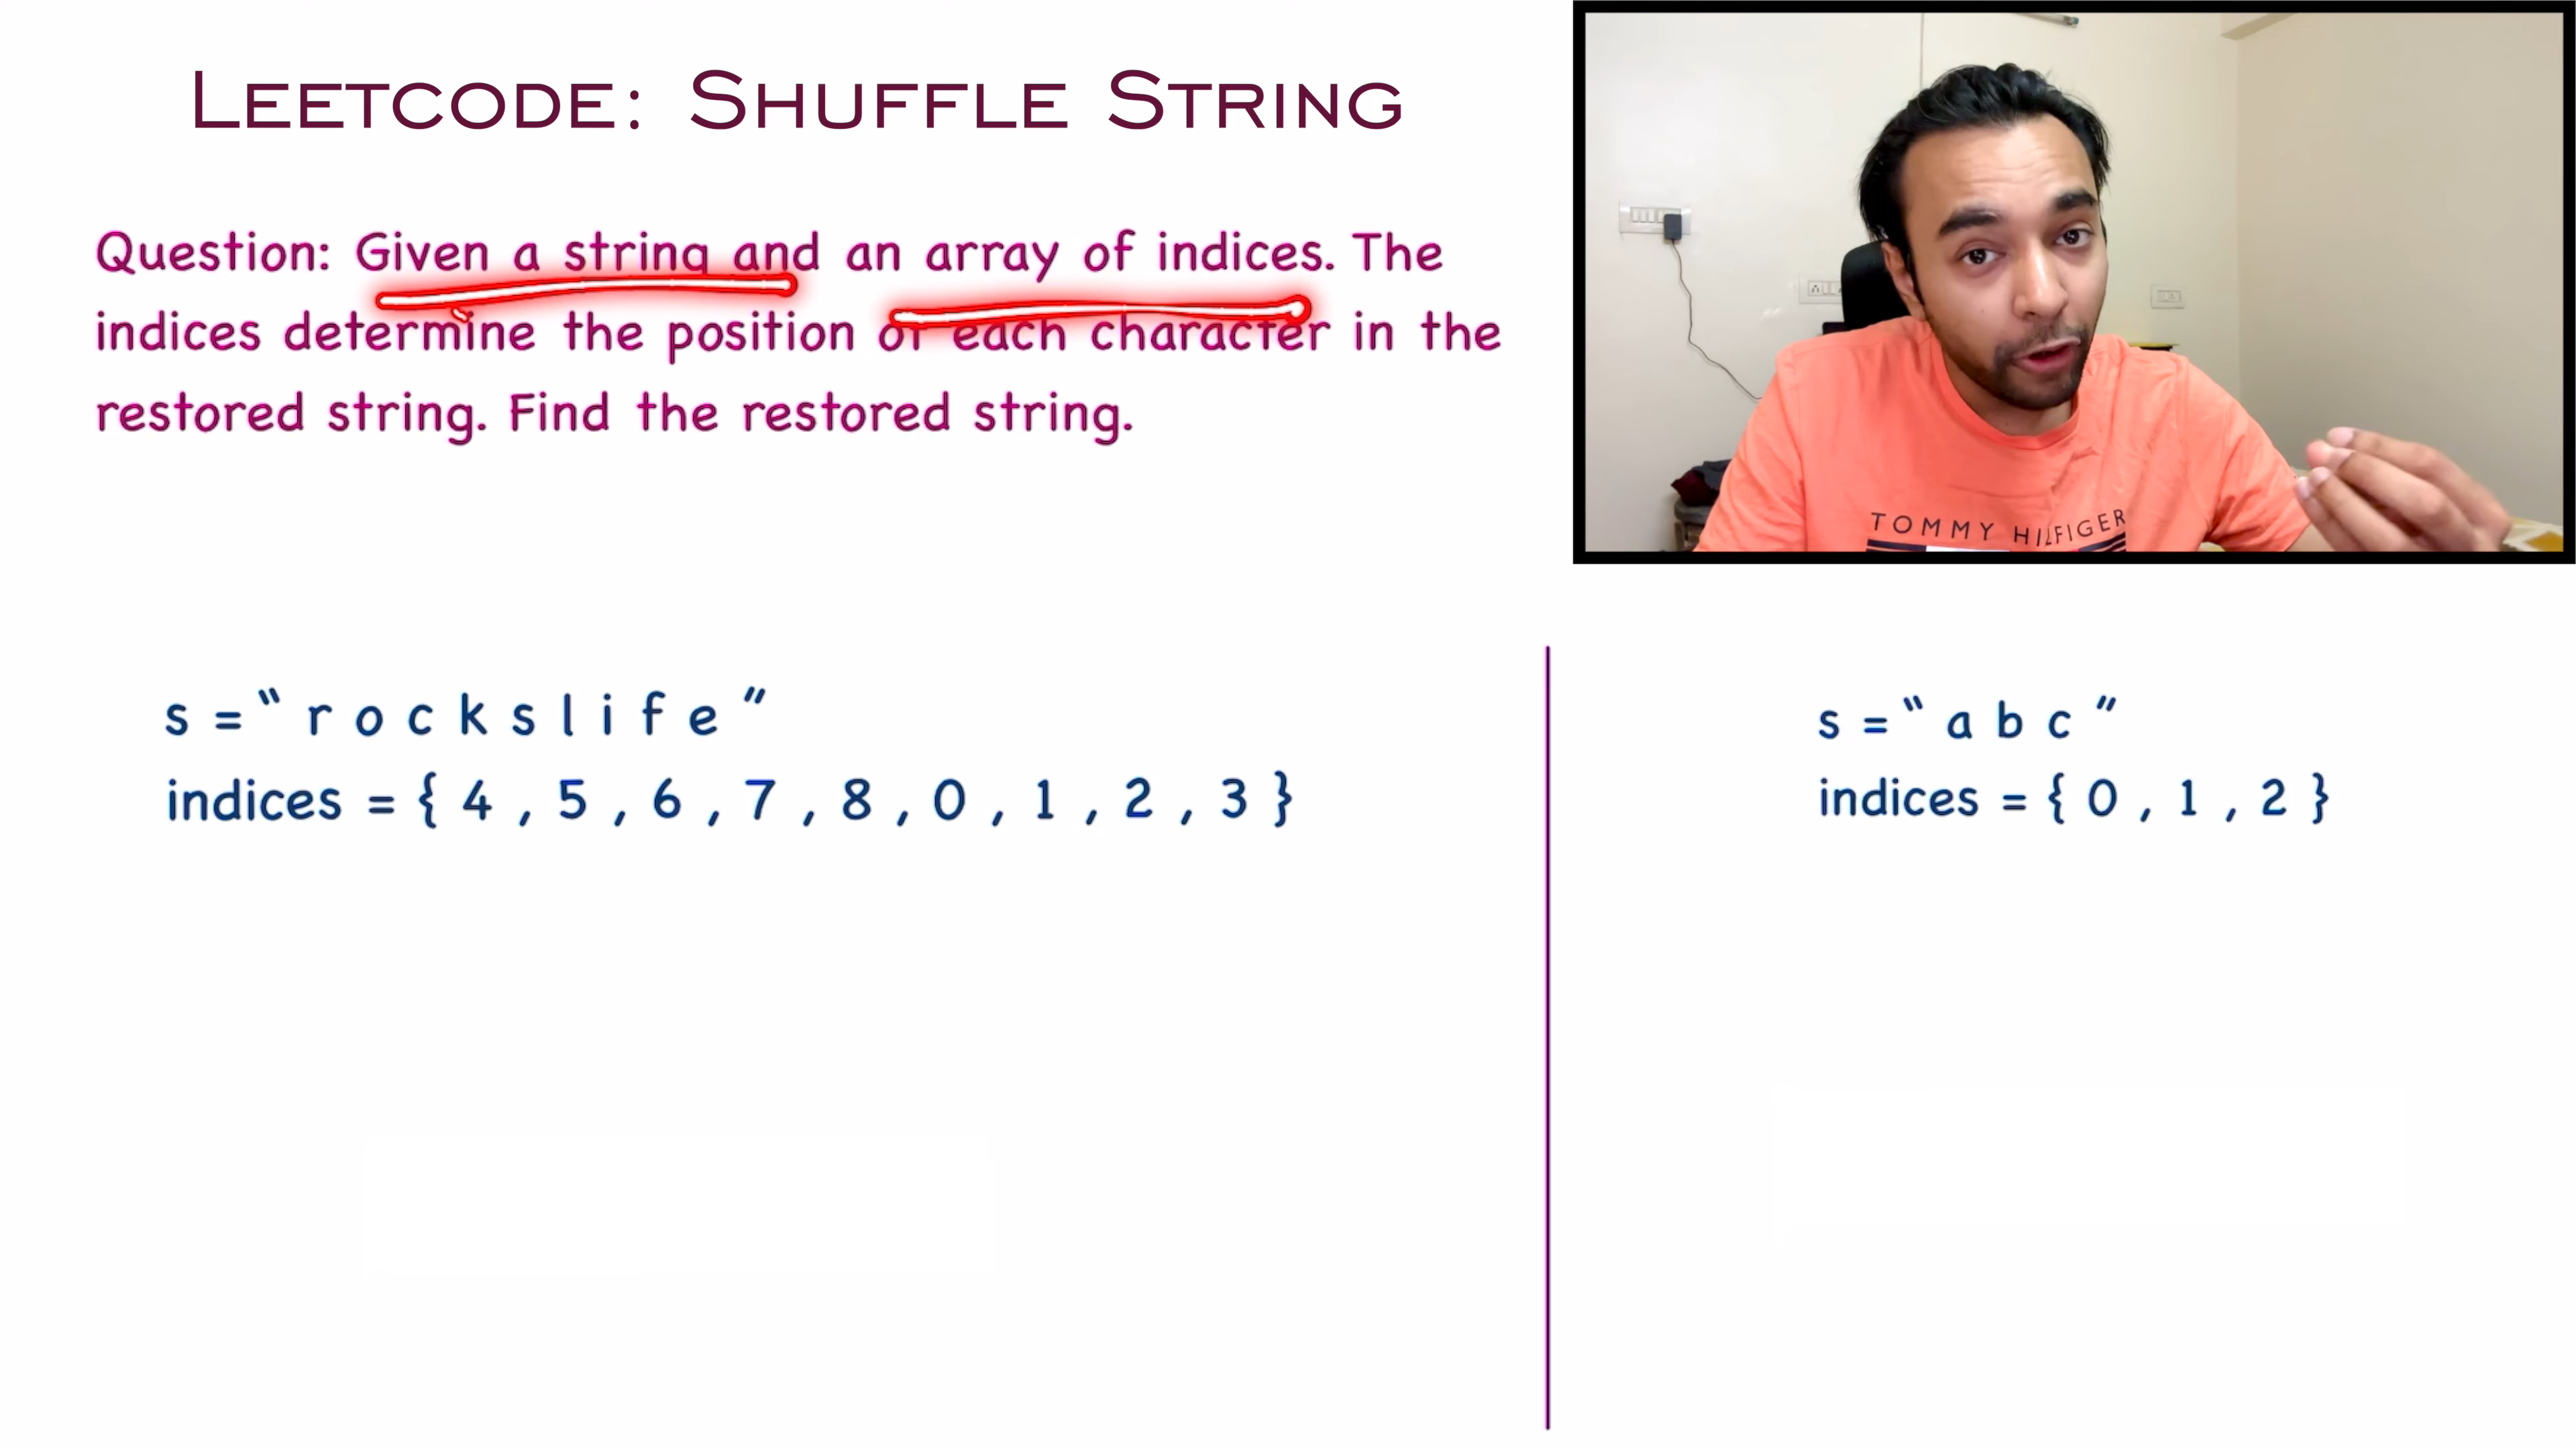 LEETCODE: SHUFFLE STRING
Question: Given a string and an array of indices. The
indices determine the position of each character in the
restored string. Find the restored string.
s = “ r o c k s l i f e ”
indices = { 4 , 5 , 6 , 7 , 8 , 0 , 1 , 2 , 3 }
s = “ a b c ”
indices = { 0 , 1 , 2 }
TOMMY HILFIGER